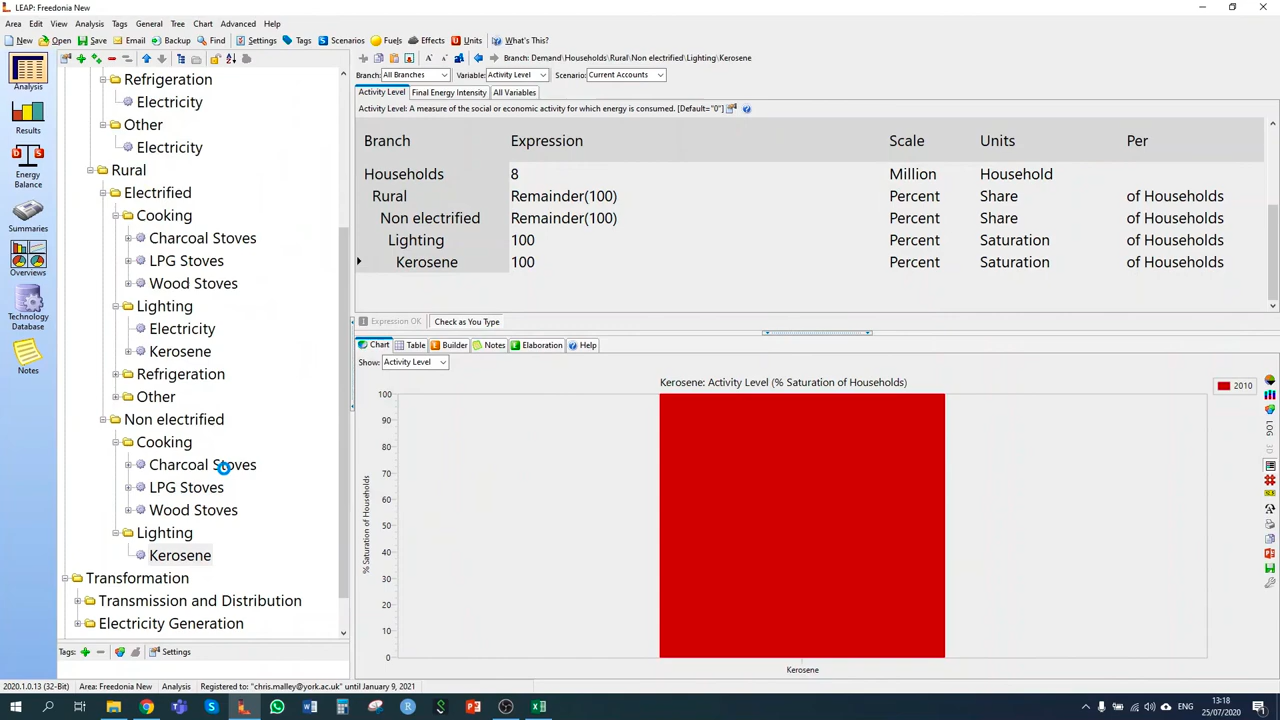 LEAP: Freedonia New
Area Edit View Analysis Tags General Tree Chart Advanced Help
New Open Save Email Backup Find Settings Tags Scenarios Fuels Effects Units What's This?
Analysis
Results
Energy
Balance
Summaries
Overviews
Technology
Database
Notes
Refrigeration
Electricity
Other
Electricity
Rural
Electrified
Cooking
Charcoal Stoves
LPG Stoves
Wood Stoves
Lighting
Electricity
Kerosene
Refrigeration
Other
Non electrified
Cooking
Charcoal Stoves
LPG Stoves
Wood Stoves
Lighting
Kerosene
Transformation
Transmission and Distribution
Electricity Generation
Tags: Settings
Branch: Demand\Households\Rural\Non electrified\Lighting\Kerosene
Branch: All Branches Variable: Activity Level Scenario: Current Accounts
Activity Level Final Energy Intensity All Variables
Activity Level: A measure of the social or economic activity for which energy is consumed. [Default="0"]
Branch Expression Scale Units Per
Households 8 Million Household
Rural Remainder(100) Percent Share of Households
Non electrified Remainder(100) Percent Share of Households
Lighting 100 Percent Saturation of Households
Kerosene 100 Percent Saturation of Households
Expression OK Check as You Type
Chart Table Builder Notes Elaboration Help
Show: Activity Level
Kerosene: Activity Level (% Saturation of Households)
2010
% Saturation of Households
100
90
80
70
60
50
40
30
20
10
0
Kerosene
LOG
3D
2020.1.0.13 (32-Bit) Area: Freedonia New Analysis Registered to: "chris.malley@york.ac.uk" until January 9, 2021
ENG
13:18
25/07/2020